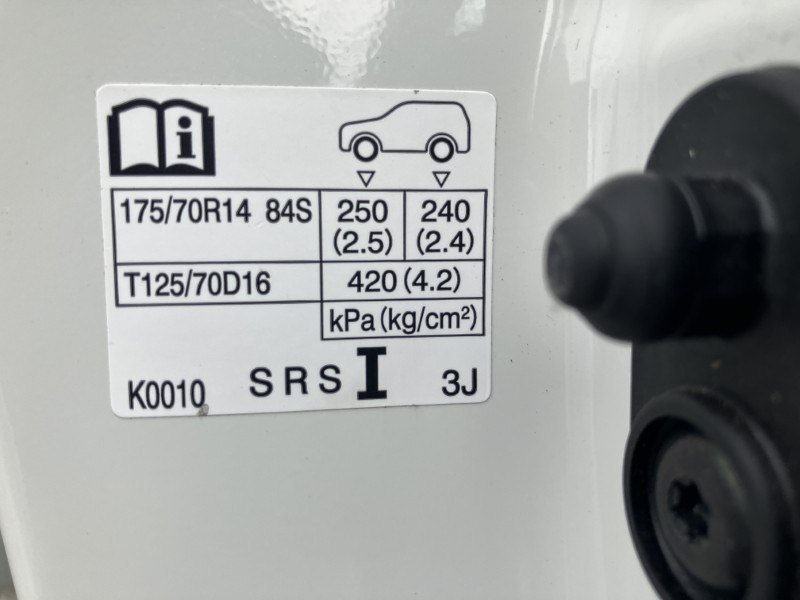 i
175/70R14 84S 250 (2.5) 240 (2.4)
T125/70D16 420 (4.2)
kPa (kg/cm²)
K0010 SRS I 3J